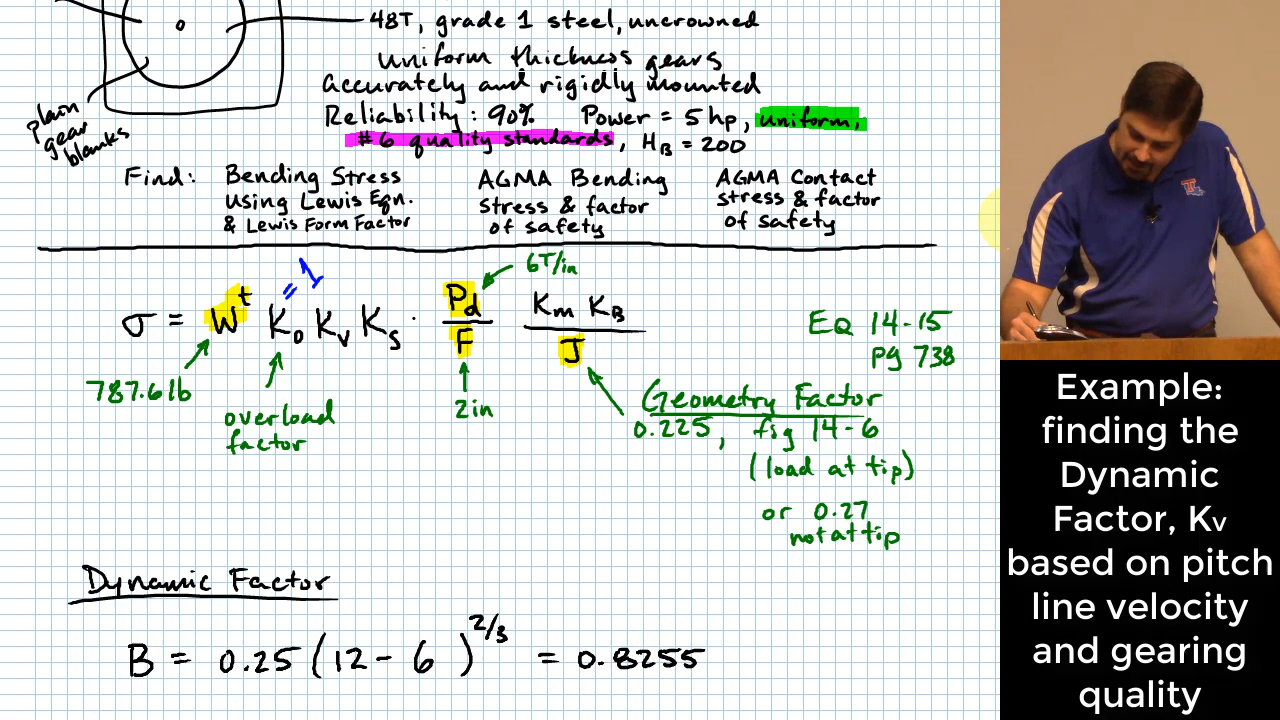 48T, grade 1 steel, uncrowned
uniform thickness gears
accurately and rigidly mounted
Reliability: 90% Power = 5 hp, uniform,
#6 quality standards, HB = 200
plain
gear
blanks
Find: Bending Stress
using Lewis Eqn.
& Lewis Form Factor
AGMA Bending
stress & factor
of safety
AGMA Contact
stress & factor
of safety
= 1
6T/in
σ = Wᵗ Ko Kv Ks · Pd/F Km KB/J
EQ 14-15
pg 738
787.6 lb
overload
factor
2in
Geometry Factor
0.225, fig 14-6
(load at tip)
or 0.27
not at tip
Dynamic Factor
B = 0.25 (12 - 6)^2/3 = 0.8255
Example:
finding the
Dynamic
Factor, Kv
based on pitch
line velocity
and gearing
quality